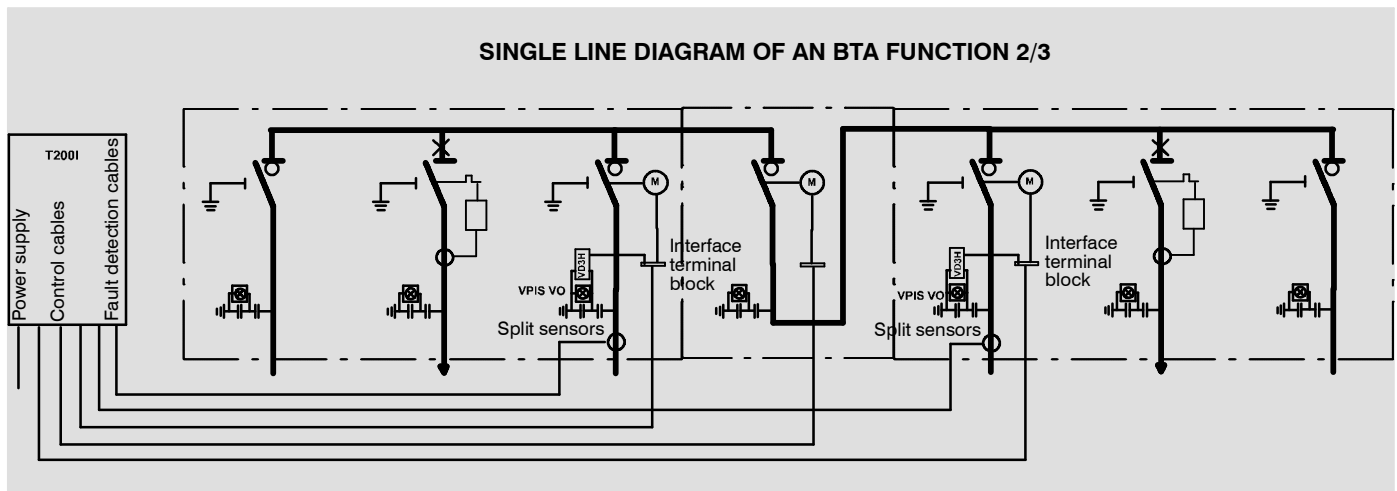 SINGLE LINE DIAGRAM OF AN BTA FUNCTION 2/3
T200I
Power supply
Control cables
Fault detection cables
M
M
M
VD3H
Interface
terminal
block
VPIS VO
Split sensors
VD3H
Interface
terminal
block
VPIS VO
Split sensors